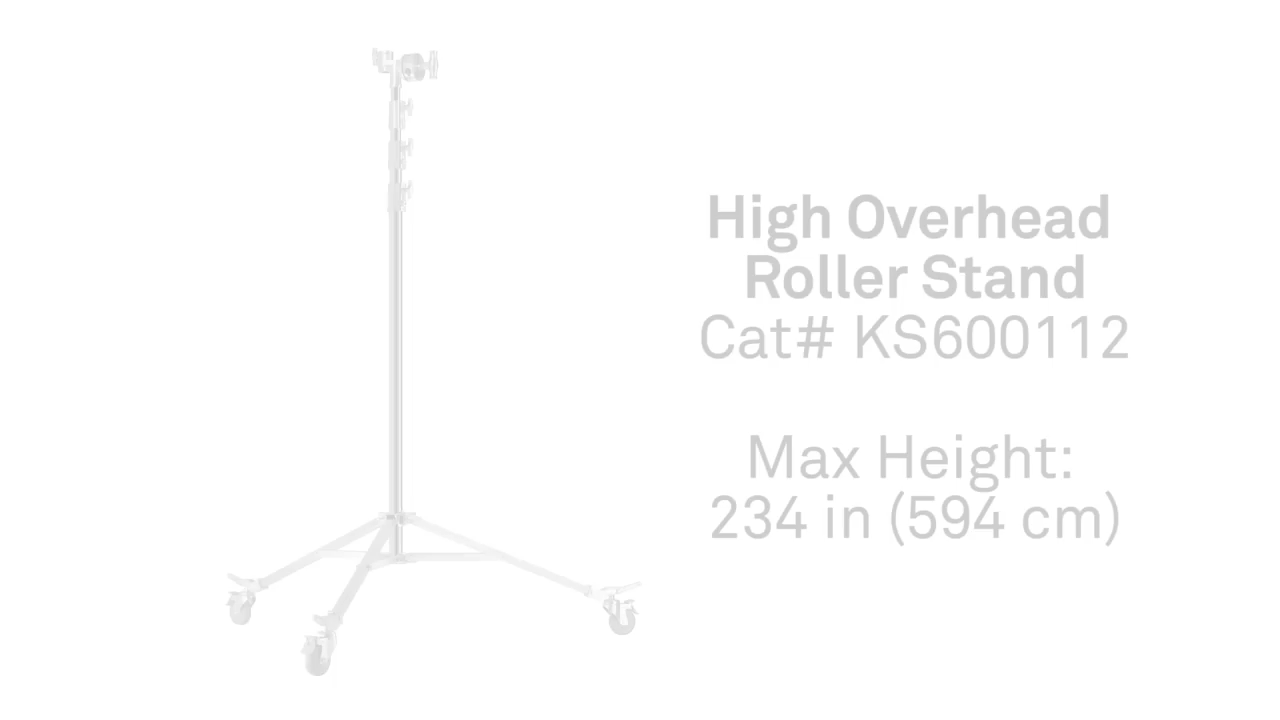 High Overhead
Roller Stand
Cat# KS600112
Max Height:
234 in (594 cm)